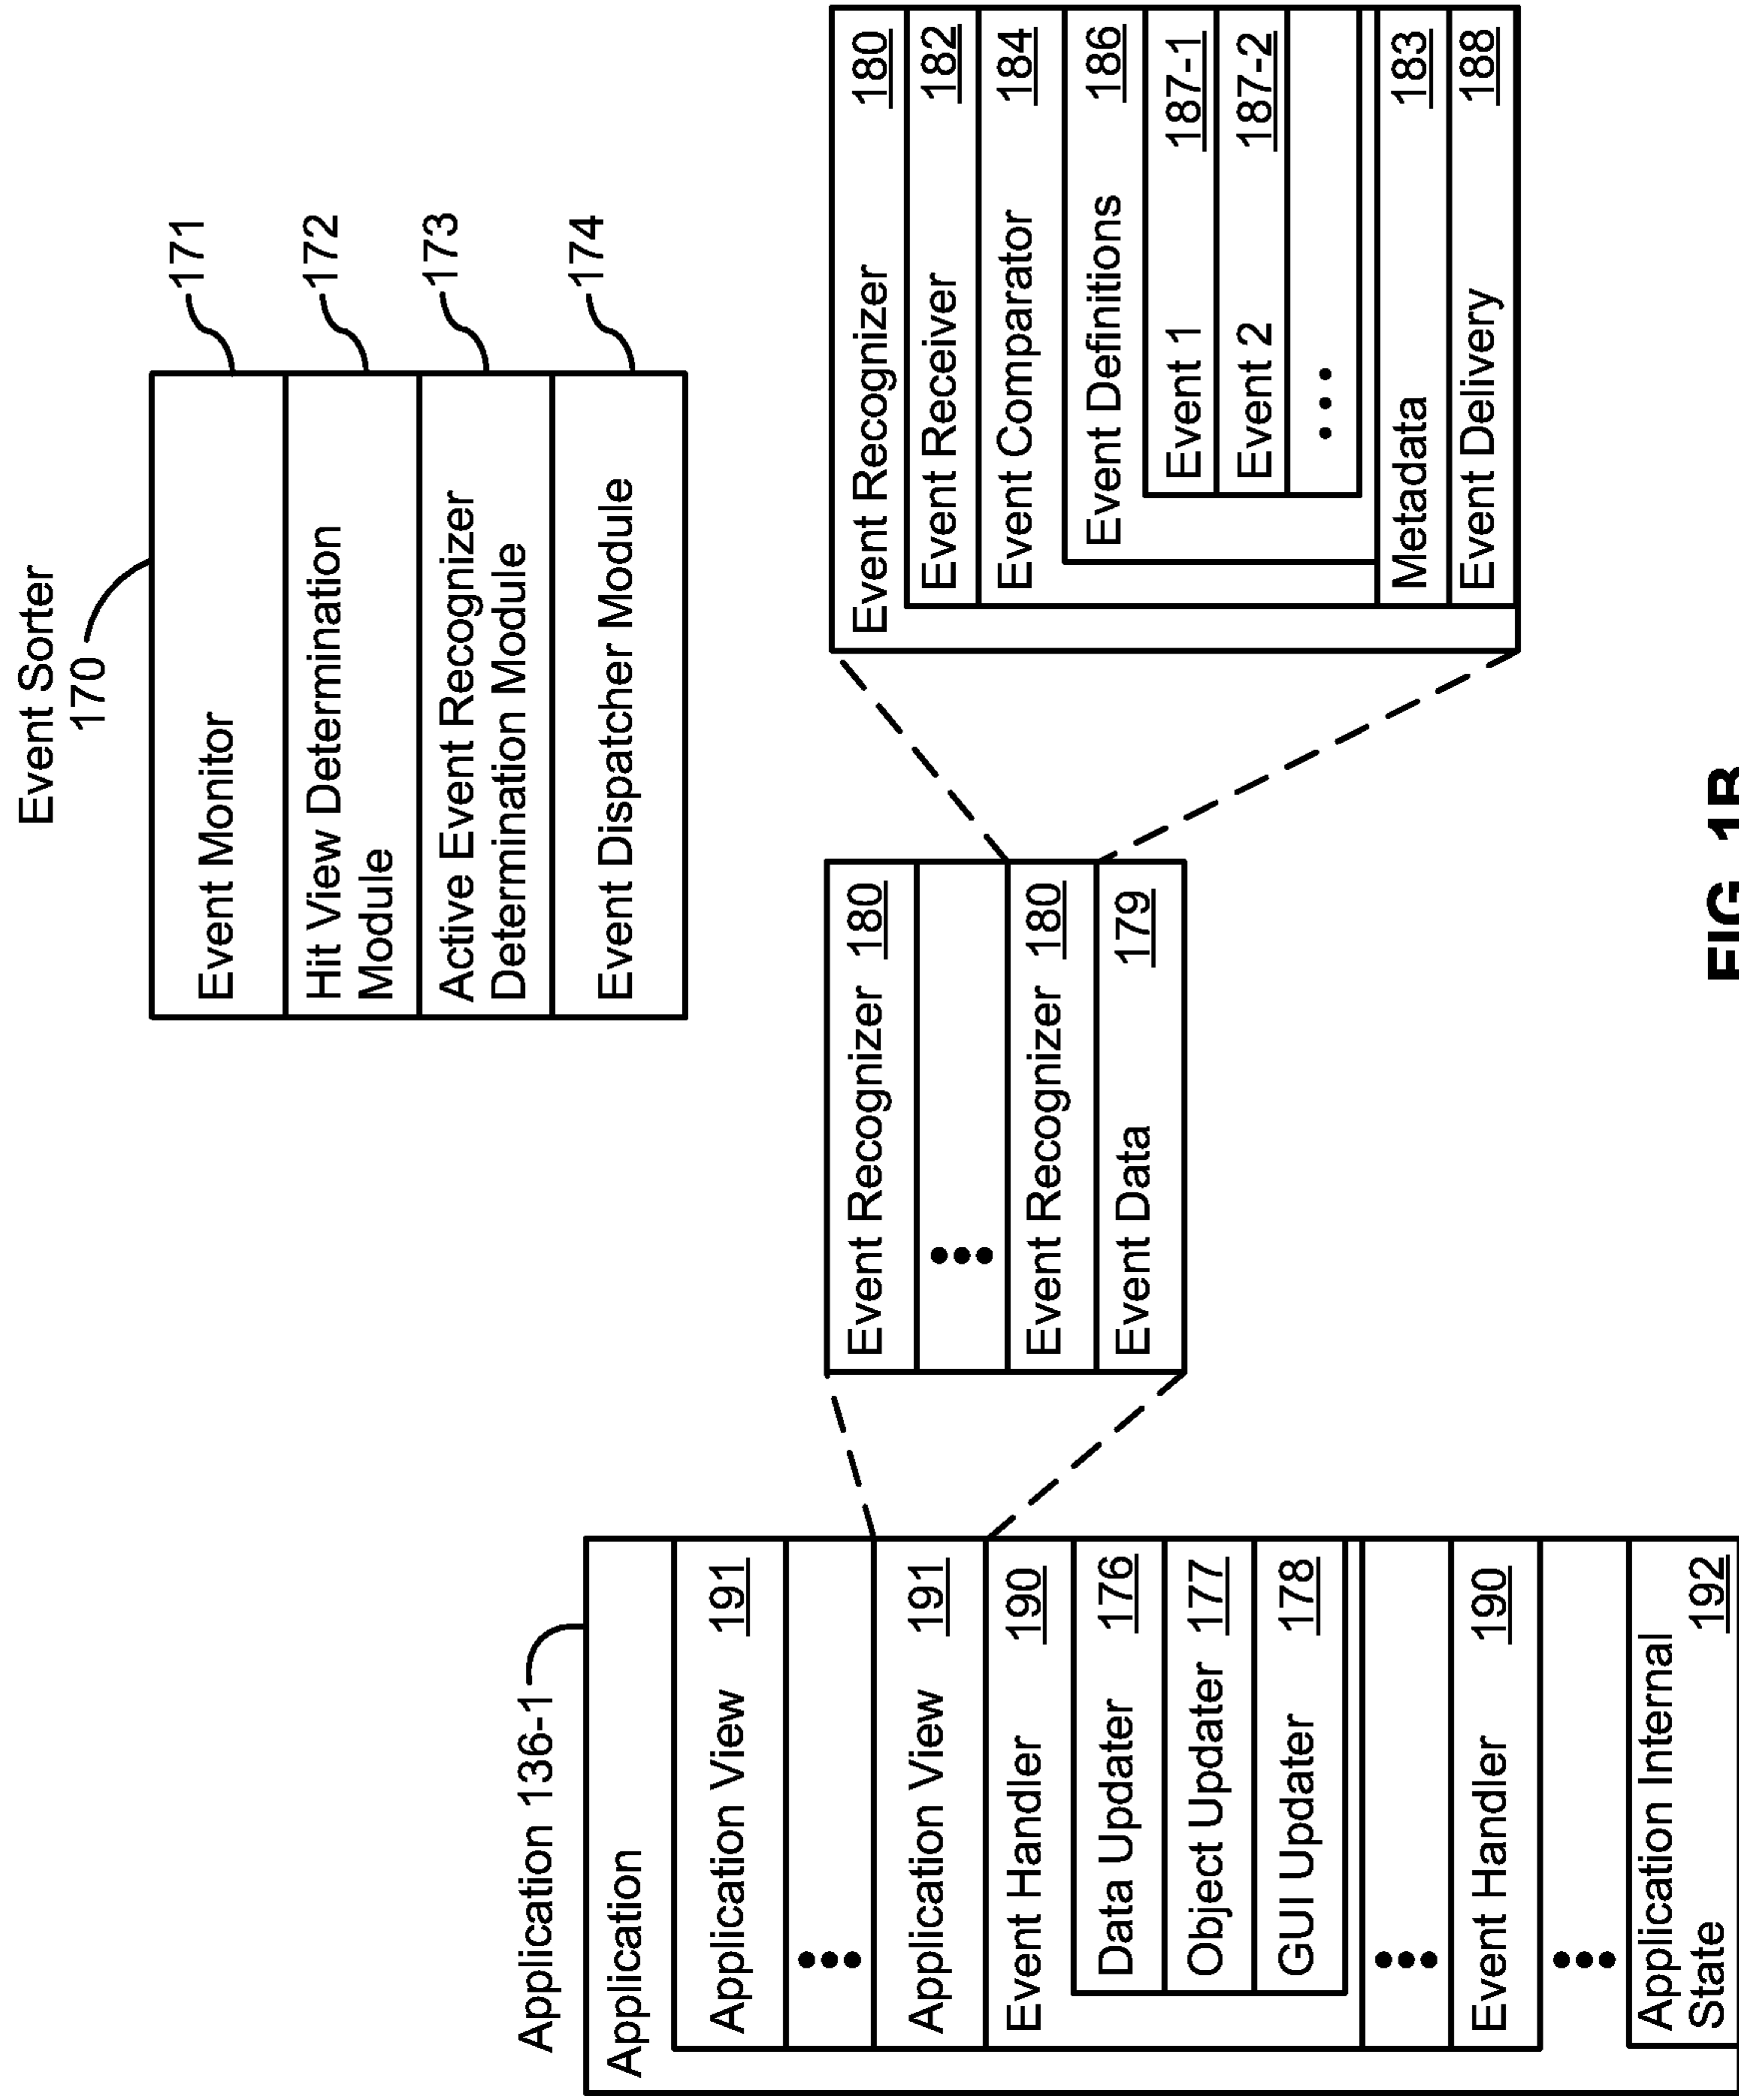 Event Sorter
170
Event Monitor
171
Hit View Determination
Module
172
Active Event Recognizer
Determination Module
173
Event Dispatcher Module
174
Application 136-1
Application
Application View 191
•••
Application View 191
Event Handler 190
Data Updater 176
Object Updater 177
GUI Updater 178
•••
Event Handler 190
•••
Application Internal
State 192
Event Recognizer 180
•••
Event Recognizer 180
Event Data 179
Event Recognizer 180
Event Receiver 182
Event Comparator 184
Event Definitions 186
Event 1 187-1
Event 2 187-2
•••
Metadata 183
Event Delivery 188
FIG. 1B